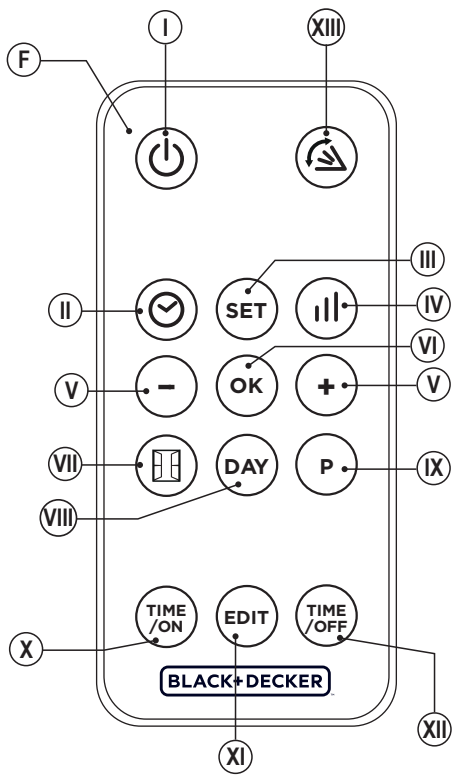 I
XIII
F
III
II
SET
IV
VI
V
-
OK
+
V
VII
DAY
P
IX
VIII
TIME
/ON
EDIT
TIME
/OFF
X
BLACK+DECKER
XII
XI